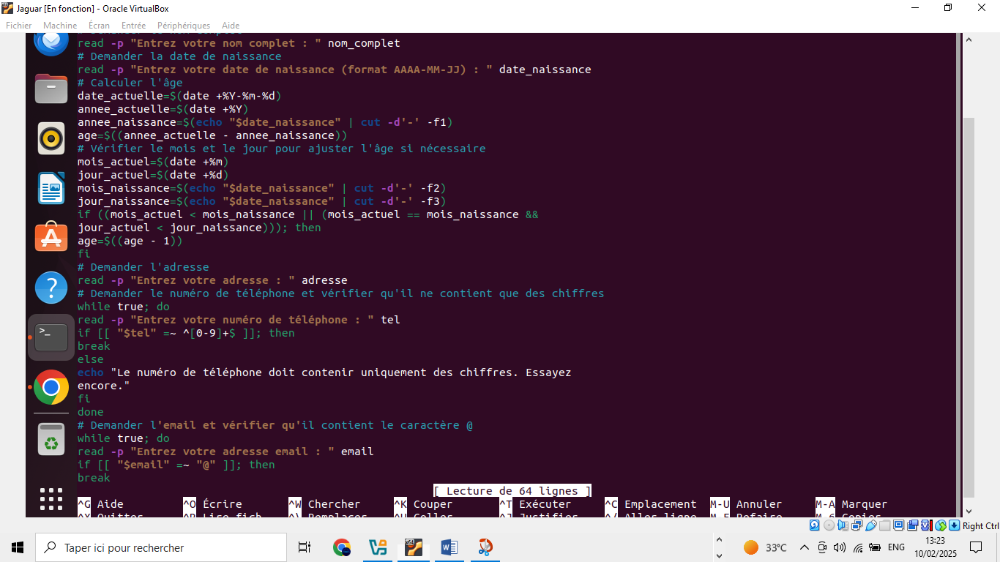 Jaguar [En fonction] - Oracle VirtualBox
Fichier Machine Écran Entrée Périphériques Aide
read -p "Entrez votre nom complet : " nom_complet
# Demander la date de naissance
read -p "Entrez votre date de naissance (format AAAA-MM-JJ) : " date_naissance
# Calculer l'âge
date_actuelle=$(date +%Y-%m-%d)
annee_actuelle=$(date +%Y)
annee_naissance=$(echo "$date_naissance" | cut -d'-' -f1)
age=$((annee_actuelle - annee_naissance))
# Vérifier le mois et le jour pour ajuster l'âge si nécessaire
mois_actuel=$(date +%m)
jour_actuel=$(date +%d)
mois_naissance=$(echo "$date_naissance" | cut -d'-' -f2)
jour_naissance=$(echo "$date_naissance" | cut -d'-' -f3)
if ((mois_actuel < mois_naissance || (mois_actuel == mois_naissance &&
jour_actuel < jour_naissance))); then
age=$((age - 1))
fi
# Demander l'adresse
read -p "Entrez votre adresse : " adresse
# Demander le numéro de téléphone et vérifier qu'il ne contient que des chiffres
while true; do
read -p "Entrez votre numéro de téléphone : " tel
if [[ "$tel" =~ ^[0-9]+$ ]]; then
break
else
echo "Le numéro de téléphone doit contenir uniquement des chiffres. Essayez
encore."
fi
done
# Demander l'email et vérifier qu'il contient le caractère @
while true; do
read -p "Entrez votre adresse email : " email
if [[ "$email" =~ "@" ]]; then
break
[ Lecture de 64 lignes ]
^G Aide ^O Écrire ^W Chercher ^K Couper ^T Exécuter ^C Emplacement M-U Annuler M-A Marquer
Right Ctrl
Taper ici pour rechercher
33°C
ENG
13:23
10/02/2025